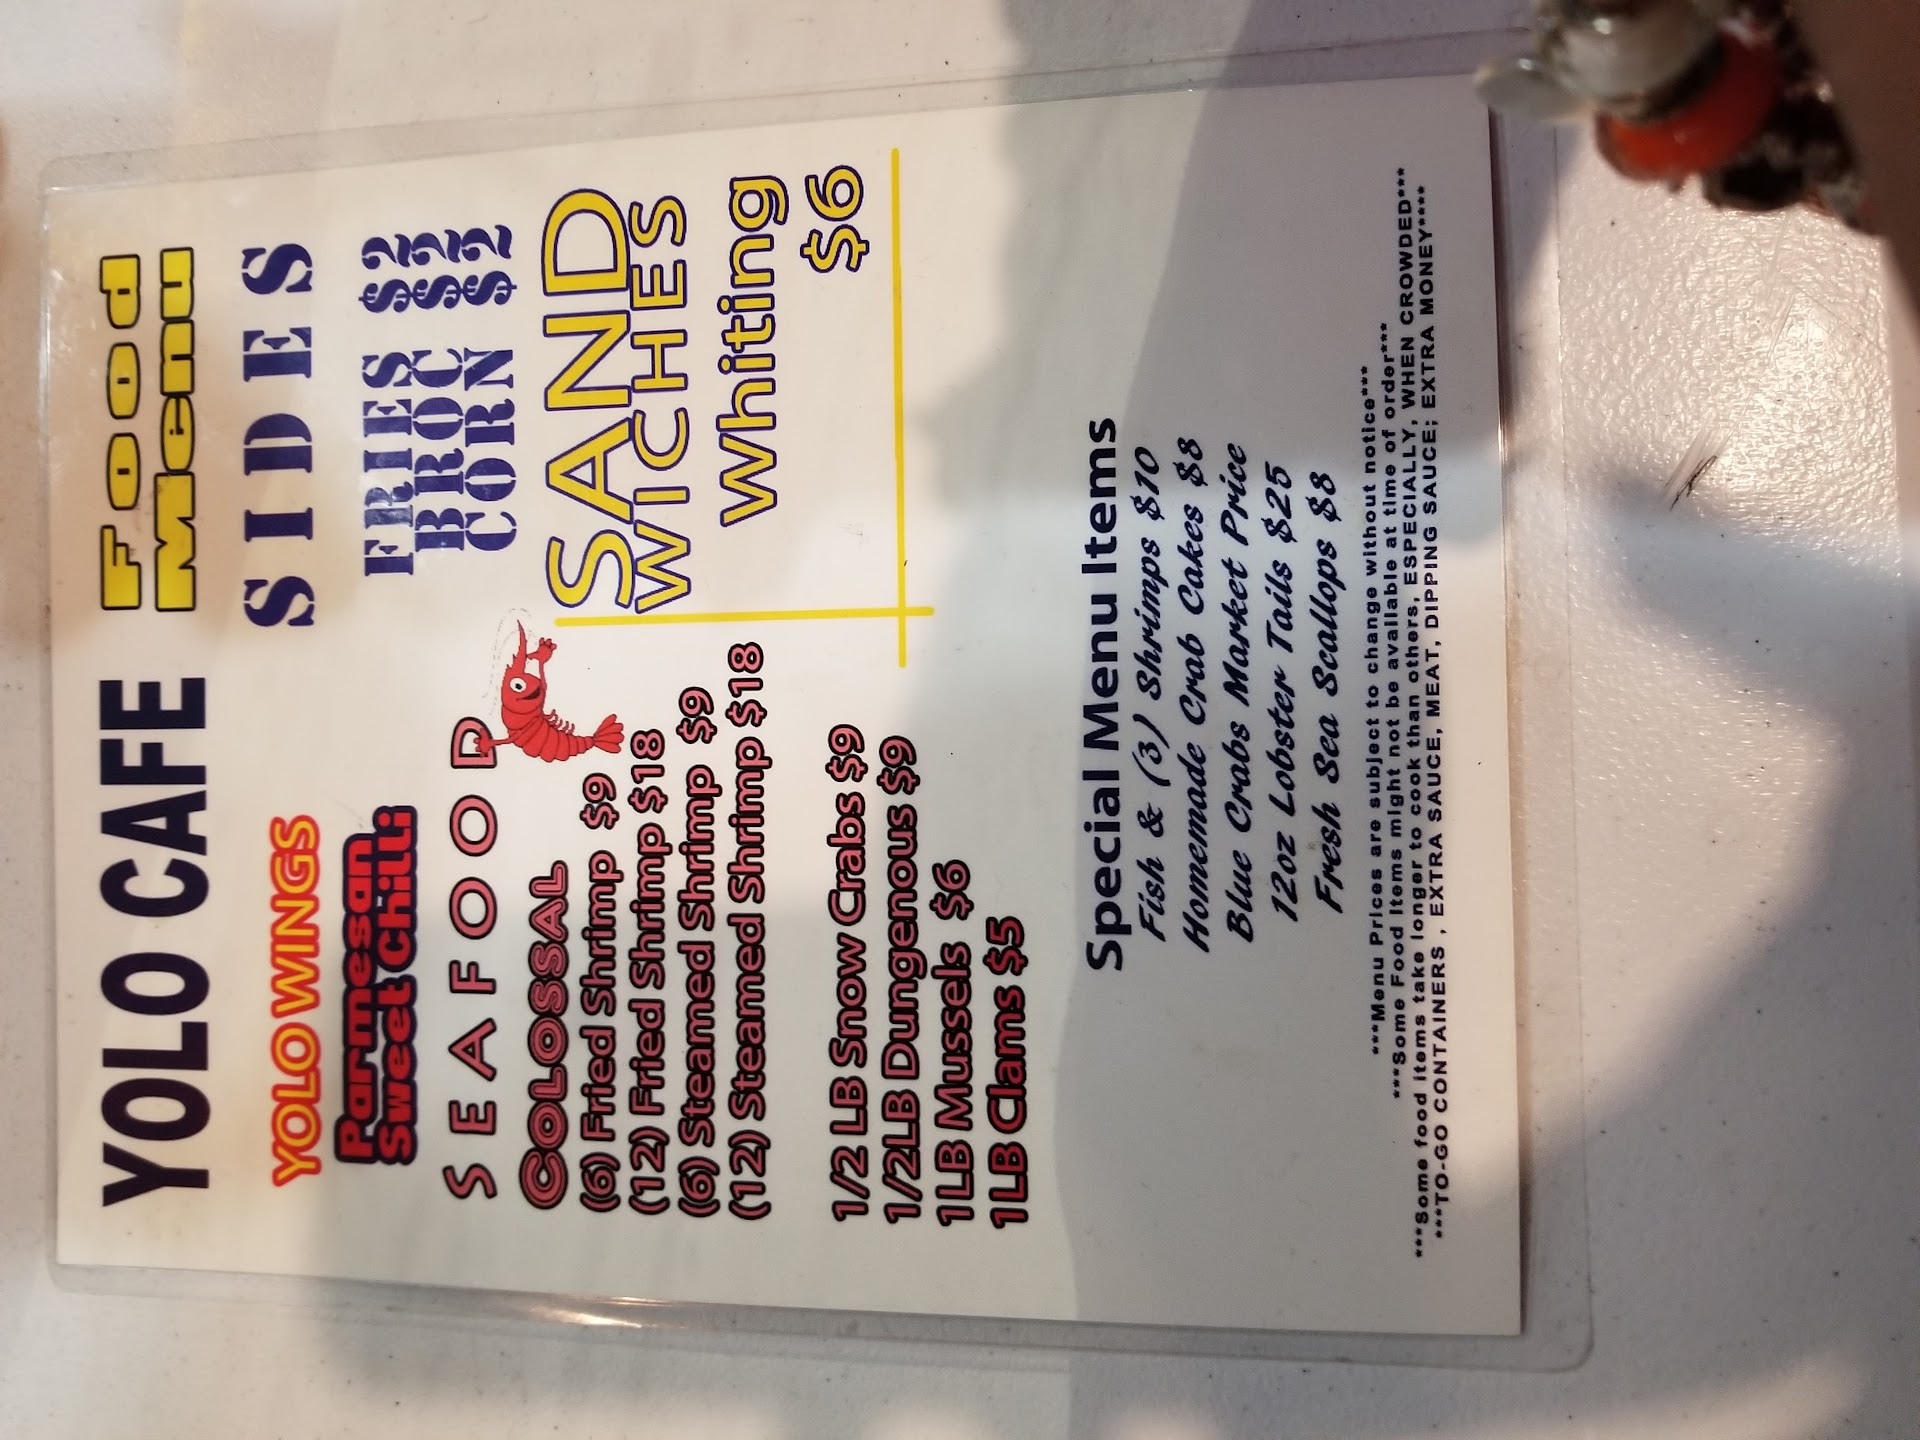 YOLO CAFE
Food
Menu
YOLO WINGS
Parmesan
Sweet Chilli
SIDES
FRIES $2
BROC $2
CORN $2
SEAFOOD
COLOSSAL
(6) Fried Shrimp $9
(12) Fried Shrimp $18
(6) Steamed Shrimp $9
(12) Steamed Shrimp $18
1/2 LB Snow Crabs $9
1/2LB Dungenous $9
1LB Mussels $6
1LB Clams $5
SAND
WICHES
Whiting
$6
Special Menu Items
Fish & (3) Shrimps $10
Homemade Crab Cakes $8
Blue Crabs Market Price
12oz Lobster Tails $25
Fresh Sea Scallops $8
***Menu Prices are subject to change without notice***
***Some Food Items might not be available at time of order***
***Some food items take longer to cook than others, ESPECIALLY, WHEN CROWDED***
***TO-GO CONTAINERS , EXTRA SAUCE, MEAT, DIPPING SAUCE; EXTRA MONEY****